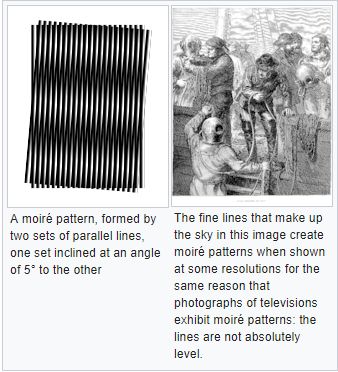 A moiré pattern, formed by
two sets of parallel lines,
one set inclined at an angle
of 5° to the other
The fine lines that make up
the sky in this image create
moiré patterns when shown
at some resolutions for the
same reason that
photographs of televisions
exhibit moiré patterns: the
lines are not absolutely
level.